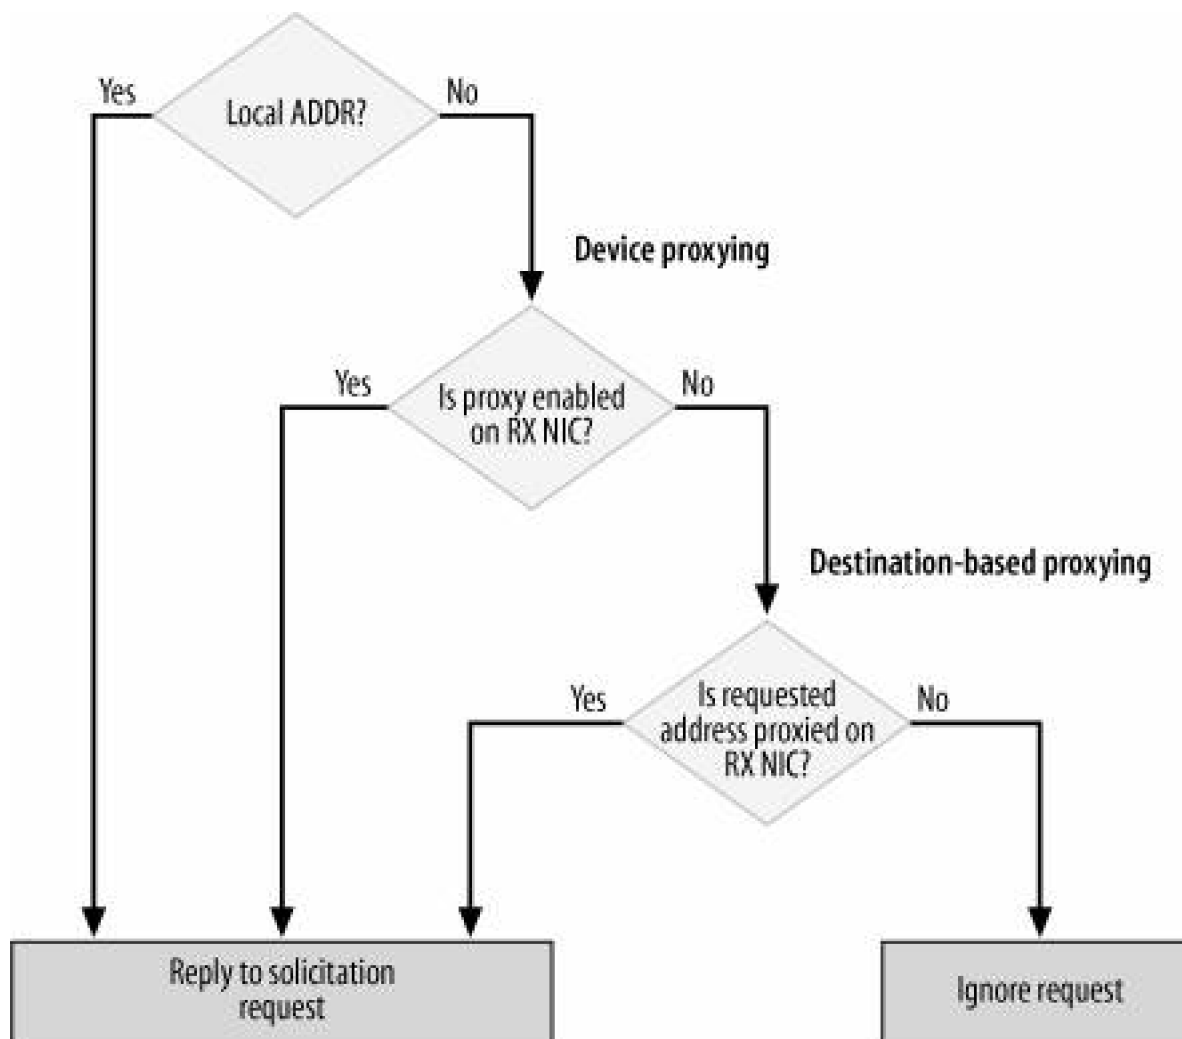 Yes
Local ADDR?
No
Device proxying
Yes
Is proxy enabled
on RX NIC?
No
Destination-based proxying
Yes
Is requested
address proxied on
RX NIC?
No
Reply to solicitation
request
Ignore request